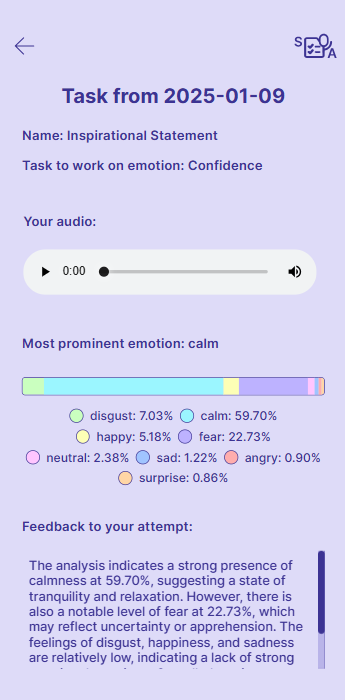 S
A
Task from 2025-01-09
Name: Inspirational Statement
Task to work on emotion: Confidence
Your audio:
0:00
Most prominent emotion: calm
disgust: 7.03% calm: 59.70%
happy: 5.18% fear: 22.73%
neutral: 2.38% sad: 1.22% angry: 0.90%
surprise: 0.86%
Feedback to your attempt:
The analysis indicates a strong presence of
calmness at 59.70%, suggesting a state of
tranquility and relaxation. However, there is
also a notable level of fear at 22.73%, which
may reflect uncertainty or apprehension. The
feelings of disgust, happiness, and sadness
are relatively low, indicating a lack of strong